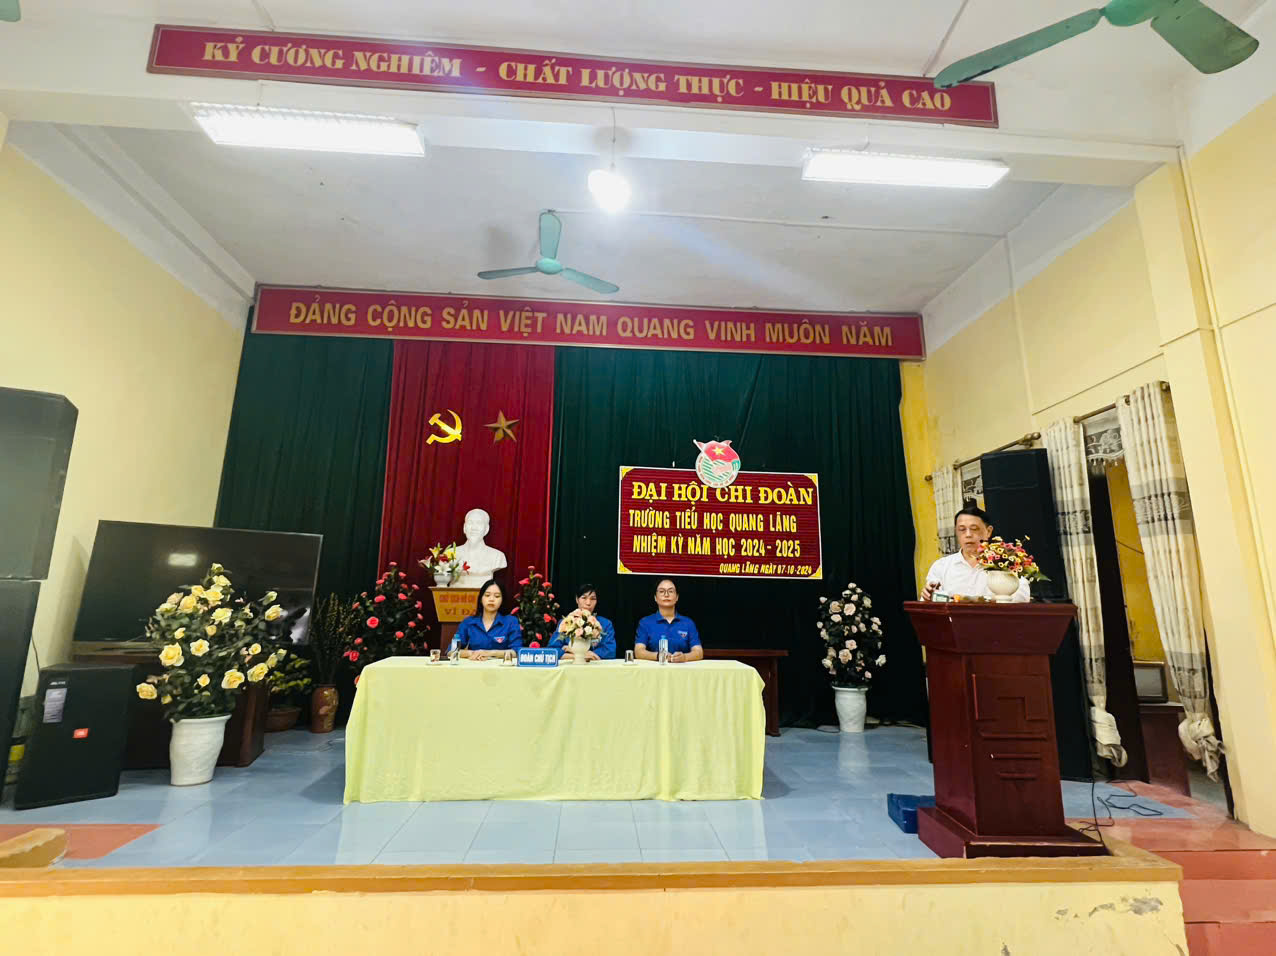 KỶ CƯƠNG NGHIÊM - CHẤT LƯỢNG THỰC - HIỆU QUẢ CAO
ĐẢNG CỘNG SẢN VIỆT NAM QUANG VINH MUÔN NĂM
ĐẠI HỘI CHI ĐOÀN
TRƯỜNG TIỂU HỌC QUANG LÃNG
NHIỆM KỲ NĂM HỌC 2024- 2025
QUANG LÃNG NGÀY 07-10-2024
ĐOÀN CHỦ TỊCH